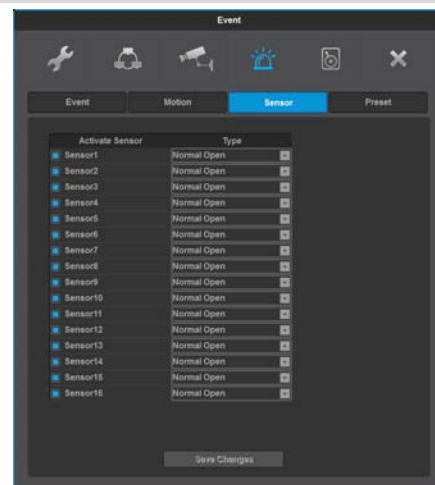 Event
Event Motion Sensor Preset
Activate Sensor Type
Sensor1 Normal Open
Sensor2 Normal Open
Sensor3 Normal Open
Sensor4 Normal Open
Sensor5 Normal Open
Sensor6 Normal Open
Sensor7 Normal Open
Sensor8 Normal Open
Sensor9 Normal Open
Sensor10 Normal Open
Sensor11 Normal Open
Sensor12 Normal Open
Sensor13 Normal Open
Sensor14 Normal Open
Sensor15 Normal Open
Sensor16 Normal Open
Save Changes